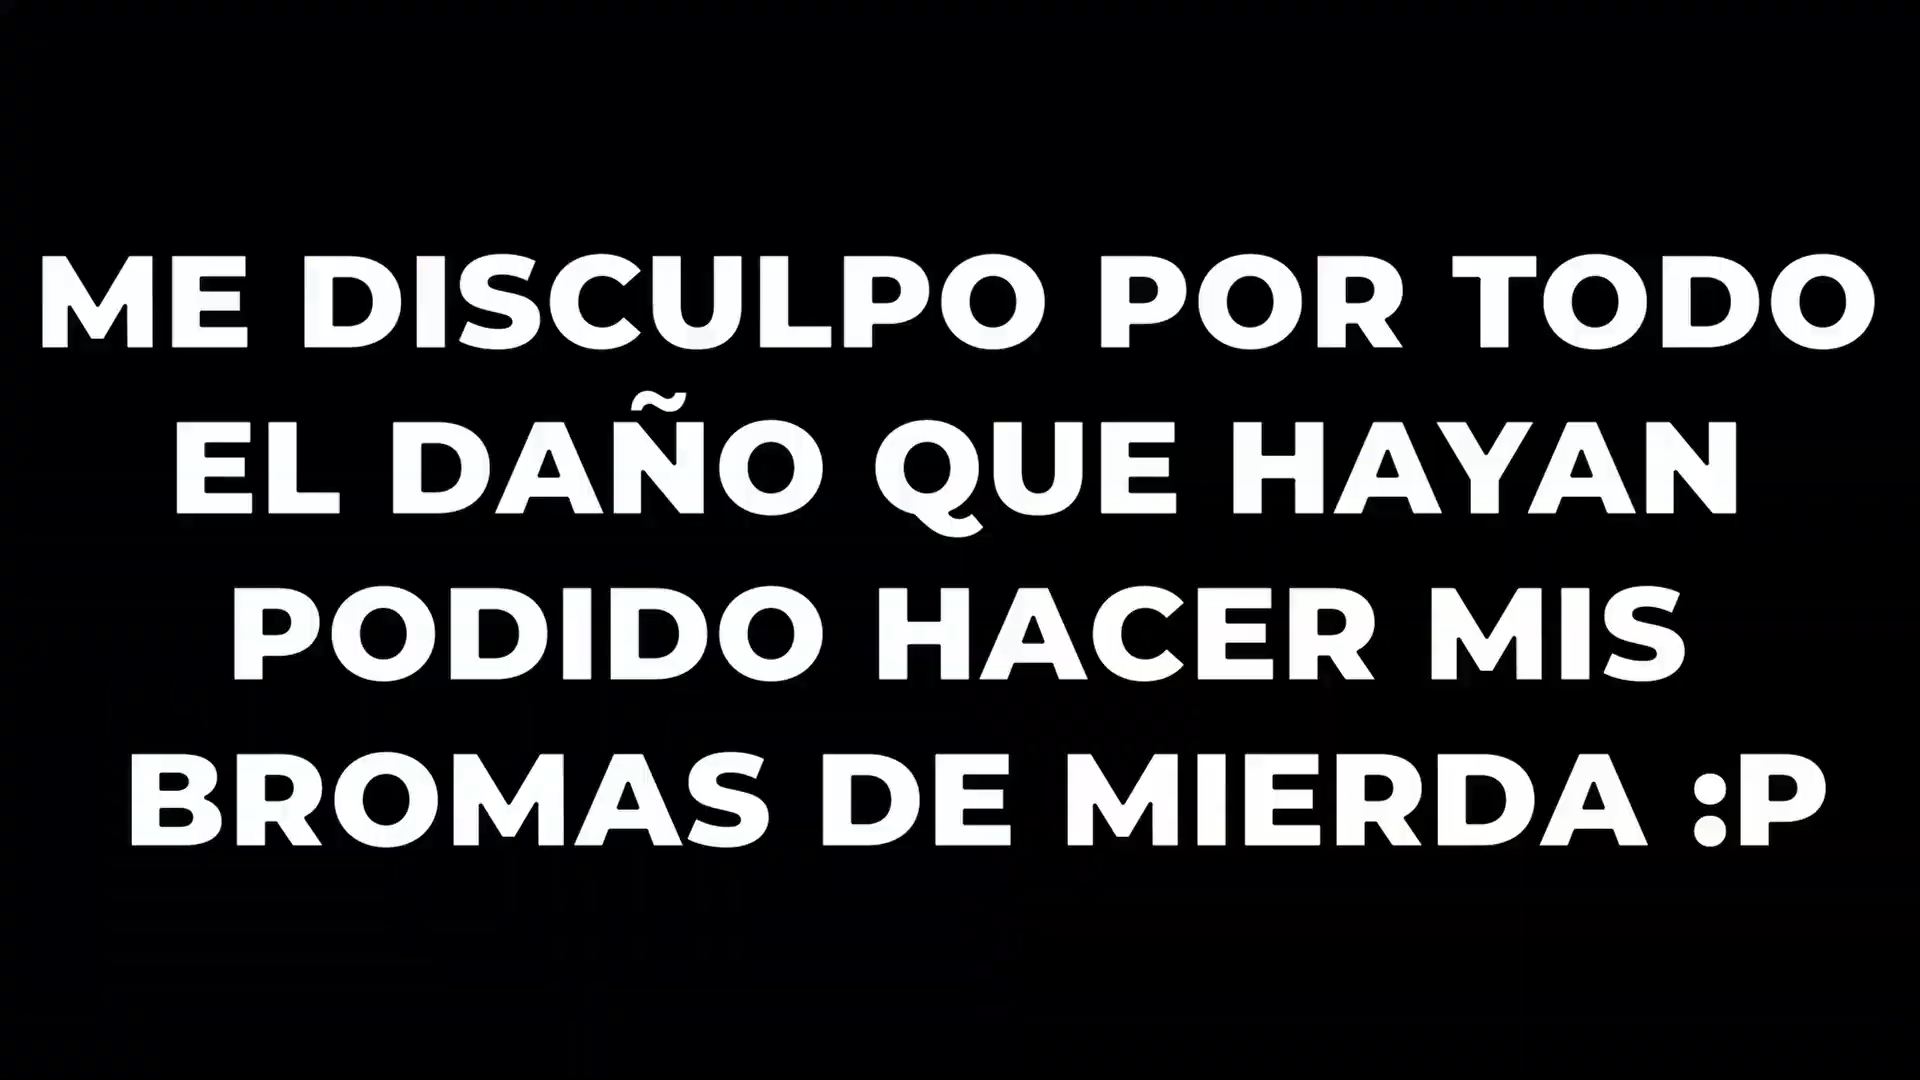 ME DISCULPO POR TODO
EL DAÑO QUE HAYAN
PODIDO HACER MIS
BROMAS DE MIERDA :P